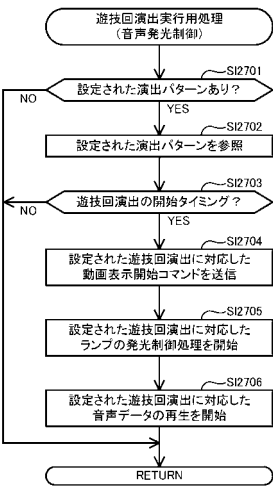 遊技回演出実行用処理
(音声発光制御)
SI2701
設定された演出パターンあり?
NO
YES
SI2702
設定された演出パターンを参照
SI2703
遊技回演出の開始タイミング?
NO
YES
SI2704
設定された遊技回演出に対応した
動画表示開始コマンドを送信
SI2705
設定された遊技回演出に対応した
ランプの発光制御処理を開始
SI2706
設定された遊技回演出に対応した
音声データの再生を開始
RETURN